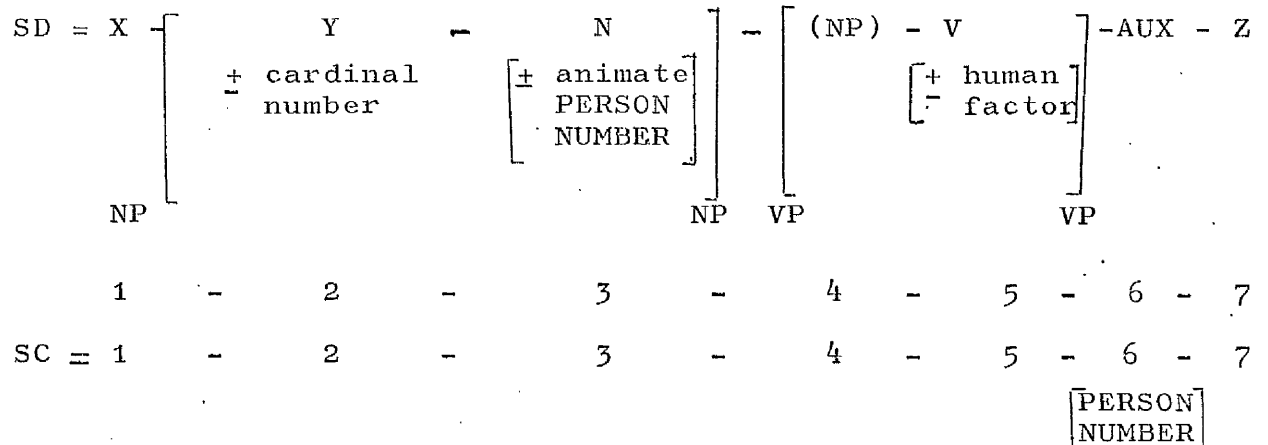 SD = X - [ Y - N ] - [ (NP) - V ] - AUX - Z
± cardinal [± animate [± human
number PERSON factor]
NUMBER]
NP NP VP VP
1 - 2 - 3 - 4 - 5 - 6 - 7
SC = 1 - 2 - 3 - 4 - 5 - 6 - 7
[PERSON]
[NUMBER]